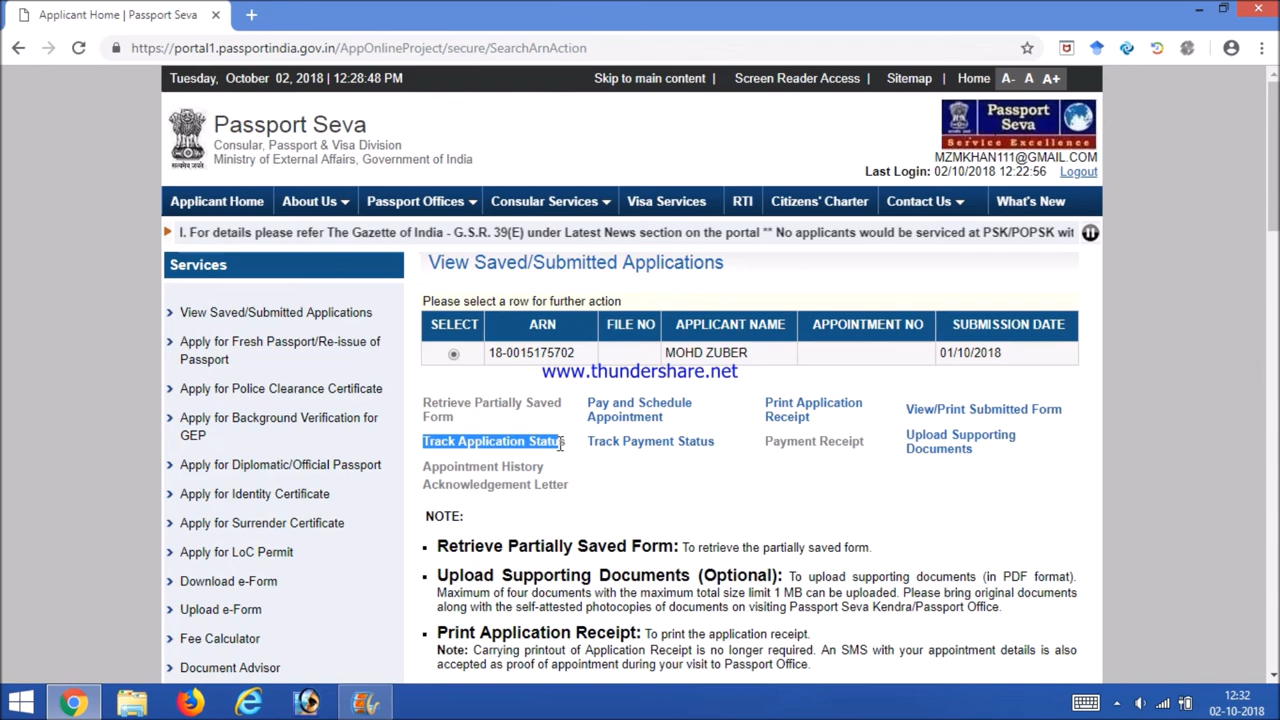 Applicant Home | Passport Seva
https://portal1.passportindia.gov.in/AppOnlineProject/secure/SearchArnAction
Tuesday, October 02, 2018 | 12:28:48 PM
Skip to main content | Screen Reader Access | Sitemap | Home A- A A+
Passport Seva
Consular, Passport & Visa Division
Ministry of External Affairs, Government of India
सत्यमेव जयते
Passport
Seva
Service Excellence
MZMKHAN111@GMAIL.COM
Last Login: 02/10/2018 12:22:56 Logout
Applicant Home About Us Passport Offices Consular Services Visa Services RTI Citizens' Charter Contact Us What's New
l. For details please refer The Gazette of India - G.S.R. 39(E) under Latest News section on the portal ** No applicants would be serviced at PSK/POPSK wit
Services
View Saved/Submitted Applications
Apply for Fresh Passport/Re-issue of
Passport
Apply for Police Clearance Certificate
Apply for Background Verification for
GEP
Apply for Diplomatic/Official Passport
Apply for Identity Certificate
Apply for Surrender Certificate
Apply for LoC Permit
Download e-Form
Upload e-Form
Fee Calculator
Document Advisor
View Saved/Submitted Applications
Please select a row for further action
SELECT ARN FILE NO APPLICANT NAME APPOINTMENT NO SUBMISSION DATE
18-0015175702 MOHD ZUBER 01/10/2018
www.thundershare.net
Retrieve Partially Saved
Form
Pay and Schedule
Appointment
Print Application
Receipt
View/Print Submitted Form
Track Application Status
Track Payment Status
Payment Receipt
Upload Supporting
Documents
Appointment History
Acknowledgement Letter
NOTE:
Retrieve Partially Saved Form: To retrieve the partially saved form.
Upload Supporting Documents (Optional): To upload supporting documents (in PDF format).
Maximum of four documents with the maximum total size limit 1 MB can be uploaded. Please bring original documents
along with the self-attested photocopies of documents on visiting Passport Seva Kendra/Passport Office.
Print Application Receipt: To print the application receipt.
Note: Carrying printout of Application Receipt is no longer required. An SMS with your appointment details is also
accepted as proof of appointment during your visit to Passport Office.
12:32
02-10-2018